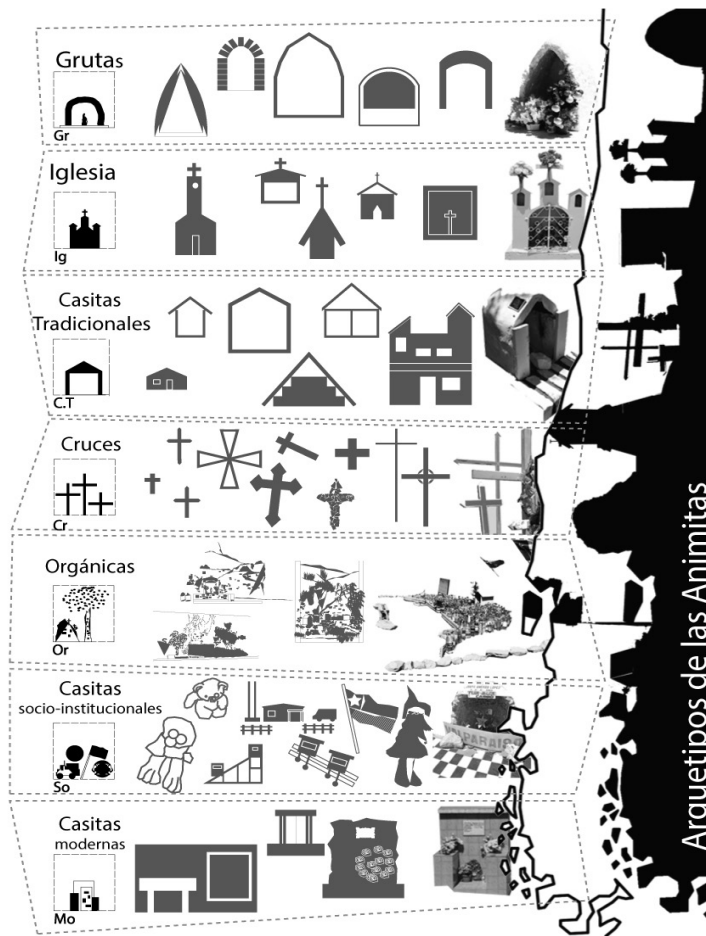 Grutas
Gr
Iglesia
Ig
Casitas
Tradicionales
C.T
Cruces
Cr
Orgánicas
Or
Casitas
socio-institucionales
So
VALPARAISO
Casitas
modernas
Mo
Arquetipos de las Animitas